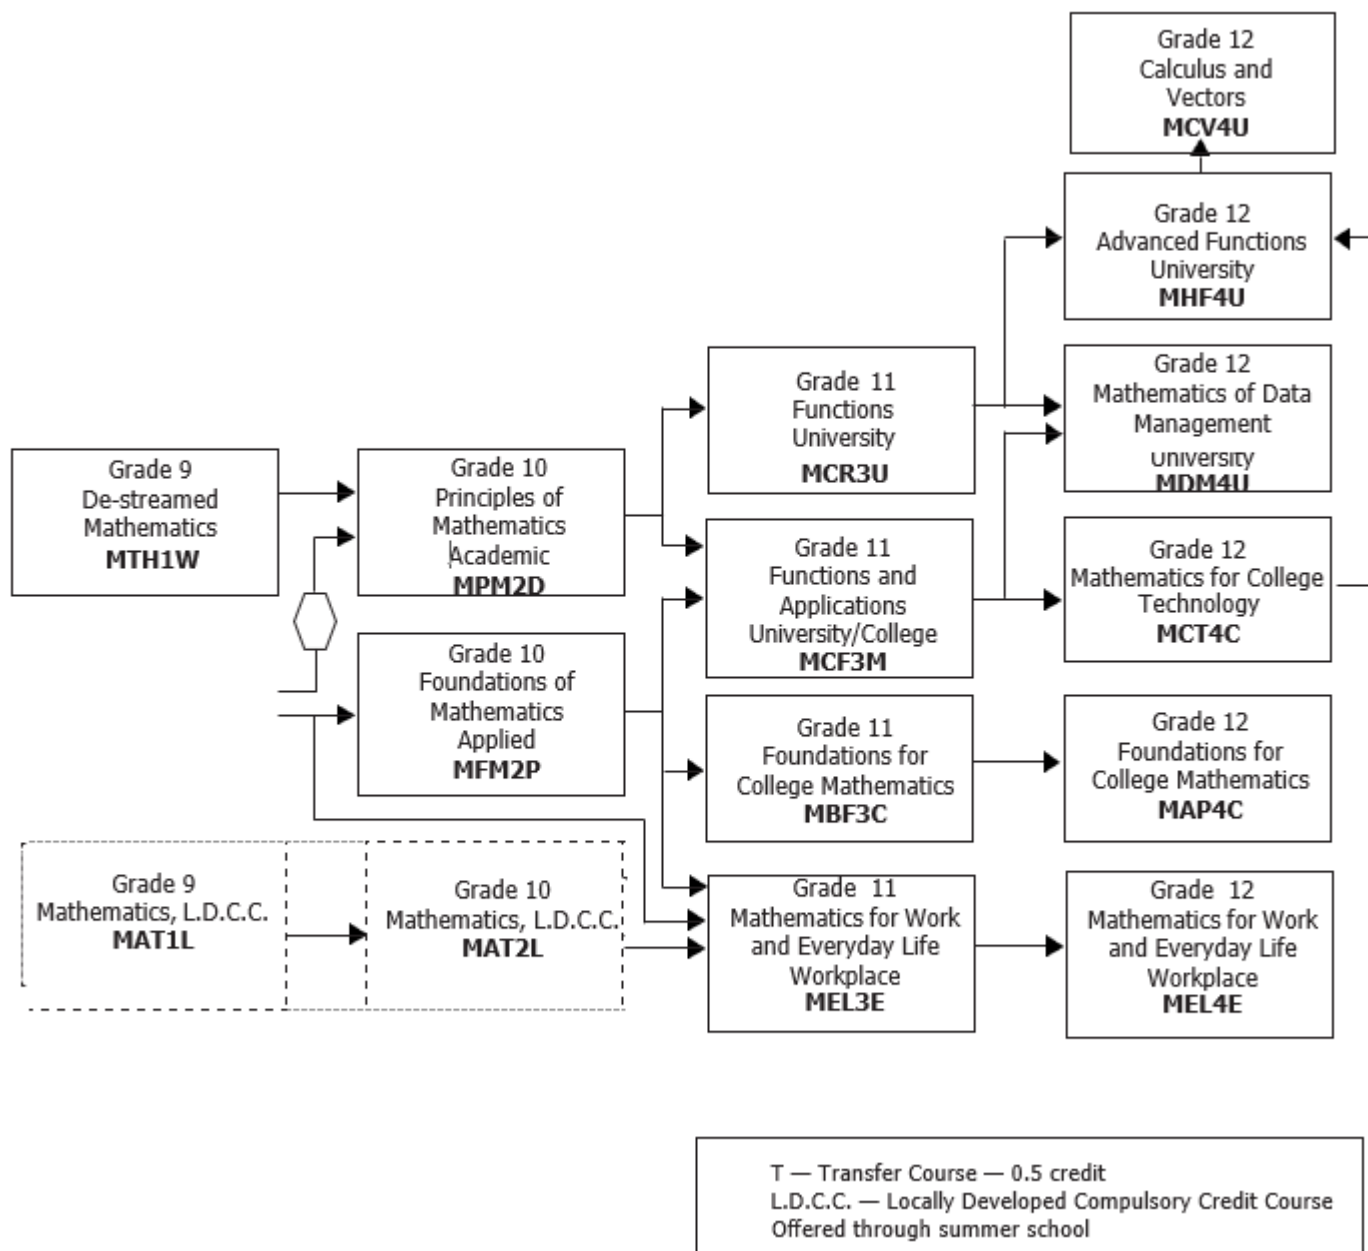 Grade 12
Calculus and
Vectors
MCV4U
Grade 12
Advanced Functions
University
MHF4U
Grade 11
Functions
University
MCR3U
Grade 12
Mathematics of Data
Management
University
MDM4U
Grade 9
De-streamed
Mathematics
MTH1W
Grade 10
Principles of
Mathematics
Academic
MPM2D
Grade 11
Functions and
Applications
University/College
MCF3M
Grade 12
Mathematics for College
Technology
MCT4C
Grade 10
Foundations of
Mathematics
Applied
MFM2P
Grade 11
Foundations for
College Mathematics
MBF3C
Grade 12
Foundations for
College Mathematics
MAP4C
Grade 9
Mathematics, L.D.C.C.
MAT1L
Grade 10
Mathematics, L.D.C.C.
MAT2L
Grade 11
Mathematics for Work
and Everyday Life
Workplace
MEL3E
Grade 12
Mathematics for Work
and Everyday Life
Workplace
MEL4E
T — Transfer Course — 0.5 credit
L.D.C.C. — Locally Developed Compulsory Credit Course
Offered through summer school